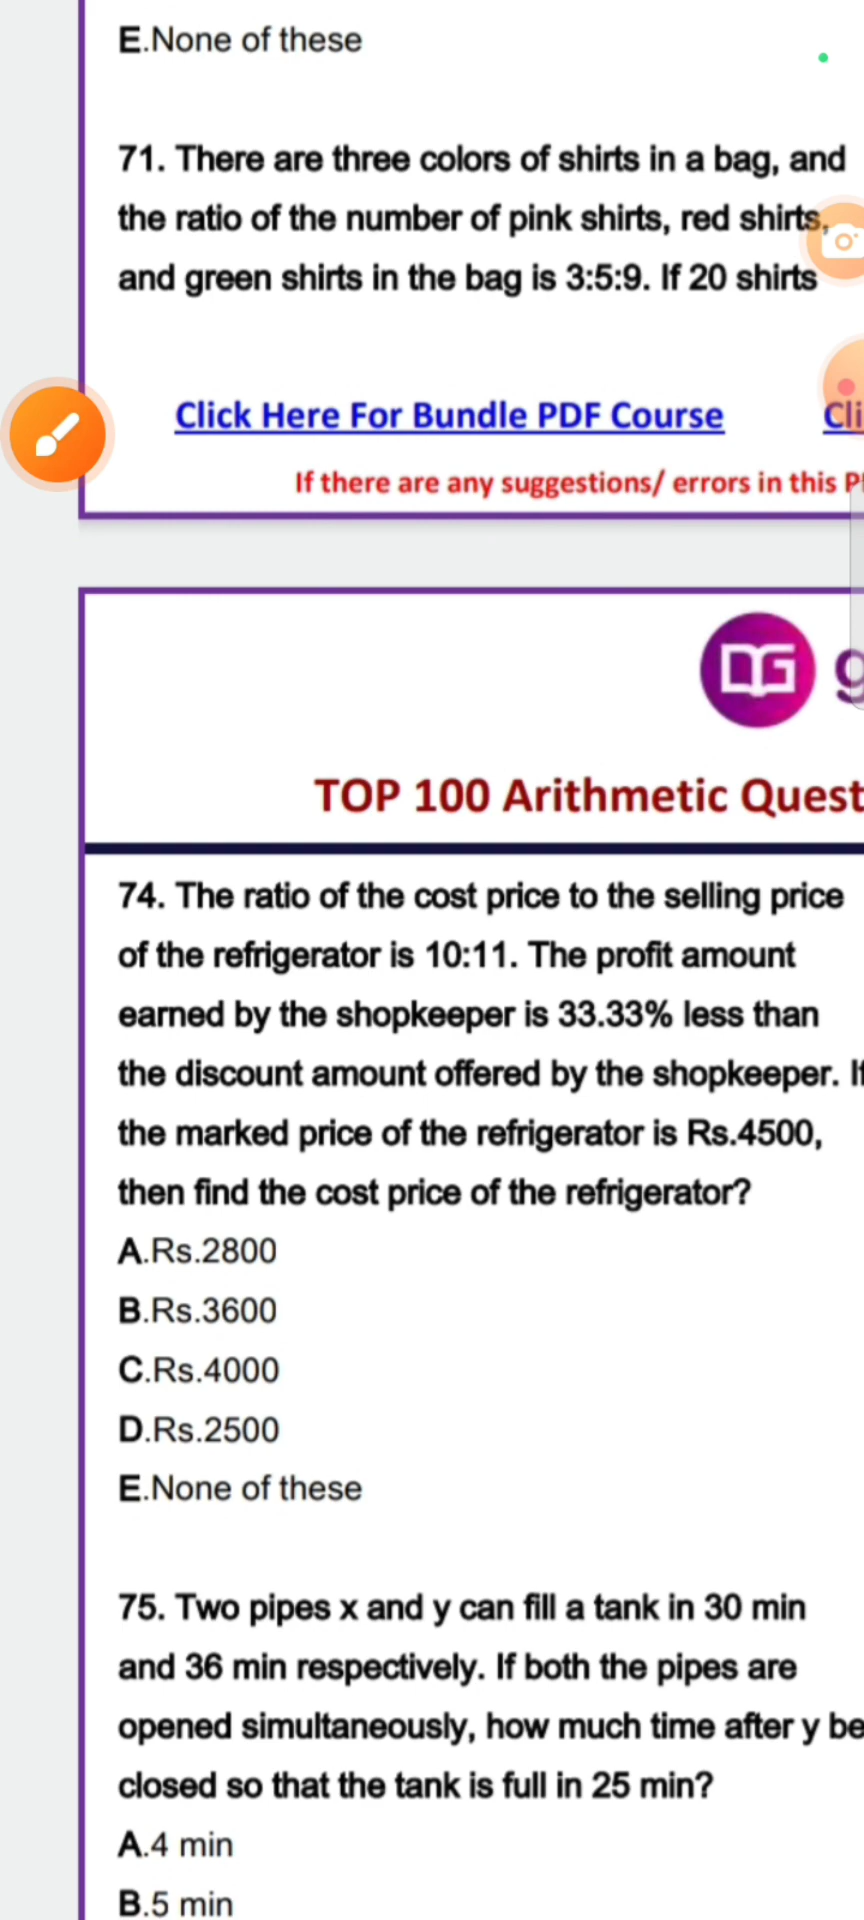 E.None of these
71. There are three colors of shirts in a bag, and
the ratio of the number of pink shirts, red shirts,
and green shirts in the bag is 3:5:9. If 20 shirts
Click Here For Bundle PDF Course
Cli
If there are any suggestions/ errors in this P
g
TOP 100 Arithmetic Quest
74. The ratio of the cost price to the selling price
of the refrigerator is 10:11. The profit amount
earned by the shopkeeper is 33.33% less than
the discount amount offered by the shopkeeper. If
the marked price of the refrigerator is Rs.4500,
then find the cost price of the refrigerator?
A.Rs.2800
B.Rs.3600
C.Rs.4000
D.Rs.2500
E.None of these
75. Two pipes x and y can fill a tank in 30 min
and 36 min respectively. If both the pipes are
opened simultaneously, how much time after y be
closed so that the tank is full in 25 min?
A.4 min
B.5 min